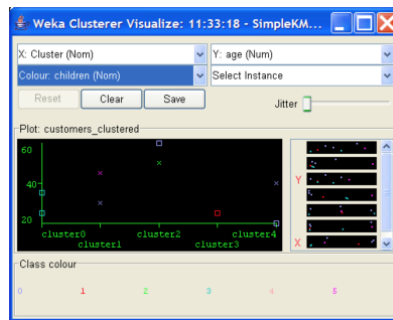 Weka Clusterer Visualize: 11:33:18 - SimpleKM...
X: Cluster (Nom) Y: age (Num)
Colour: children (Nom) Select Instance
Reset Clear Save Jitter
Plot: customers_clustered
60
40
20
cluster0 cluster2 cluster4
cluster1 cluster3
Y
X
Class colour
0 1 2 3 4 5